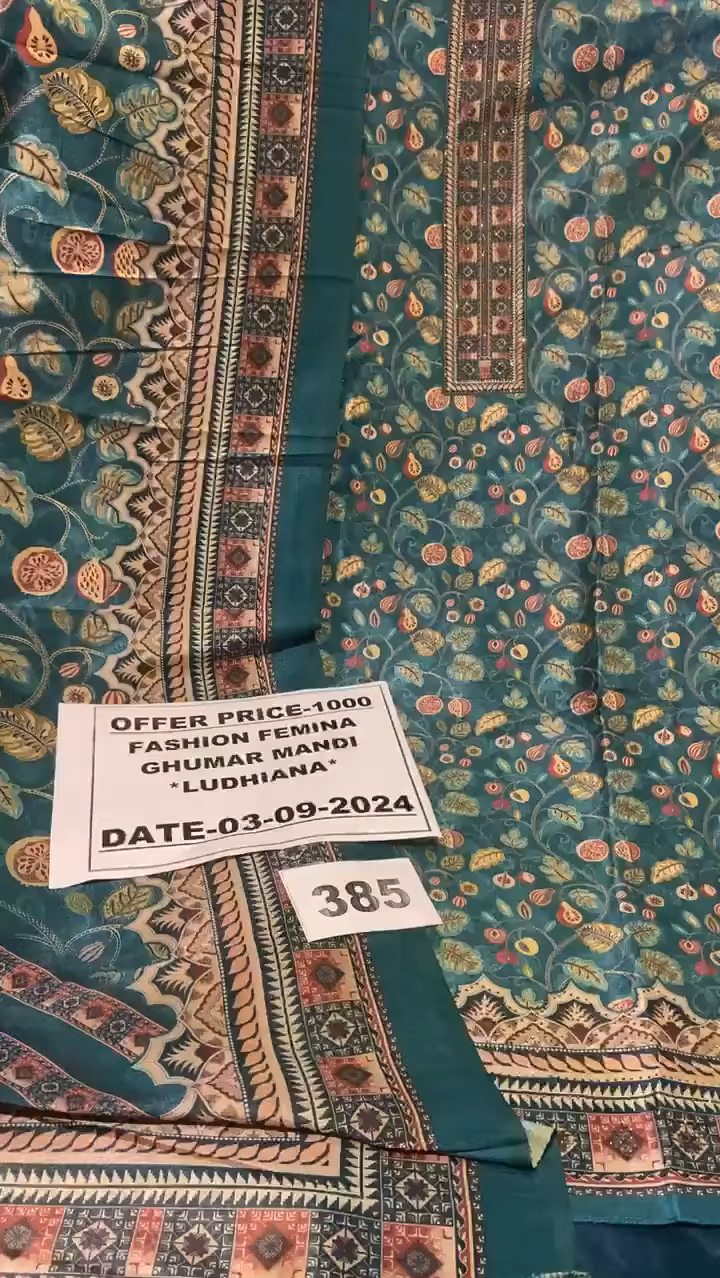 OFFER PRICE-1000
FASHION FEMINA
GHUMAR MANDI
*LUDHIANA*
DATE-03-09-2024
385